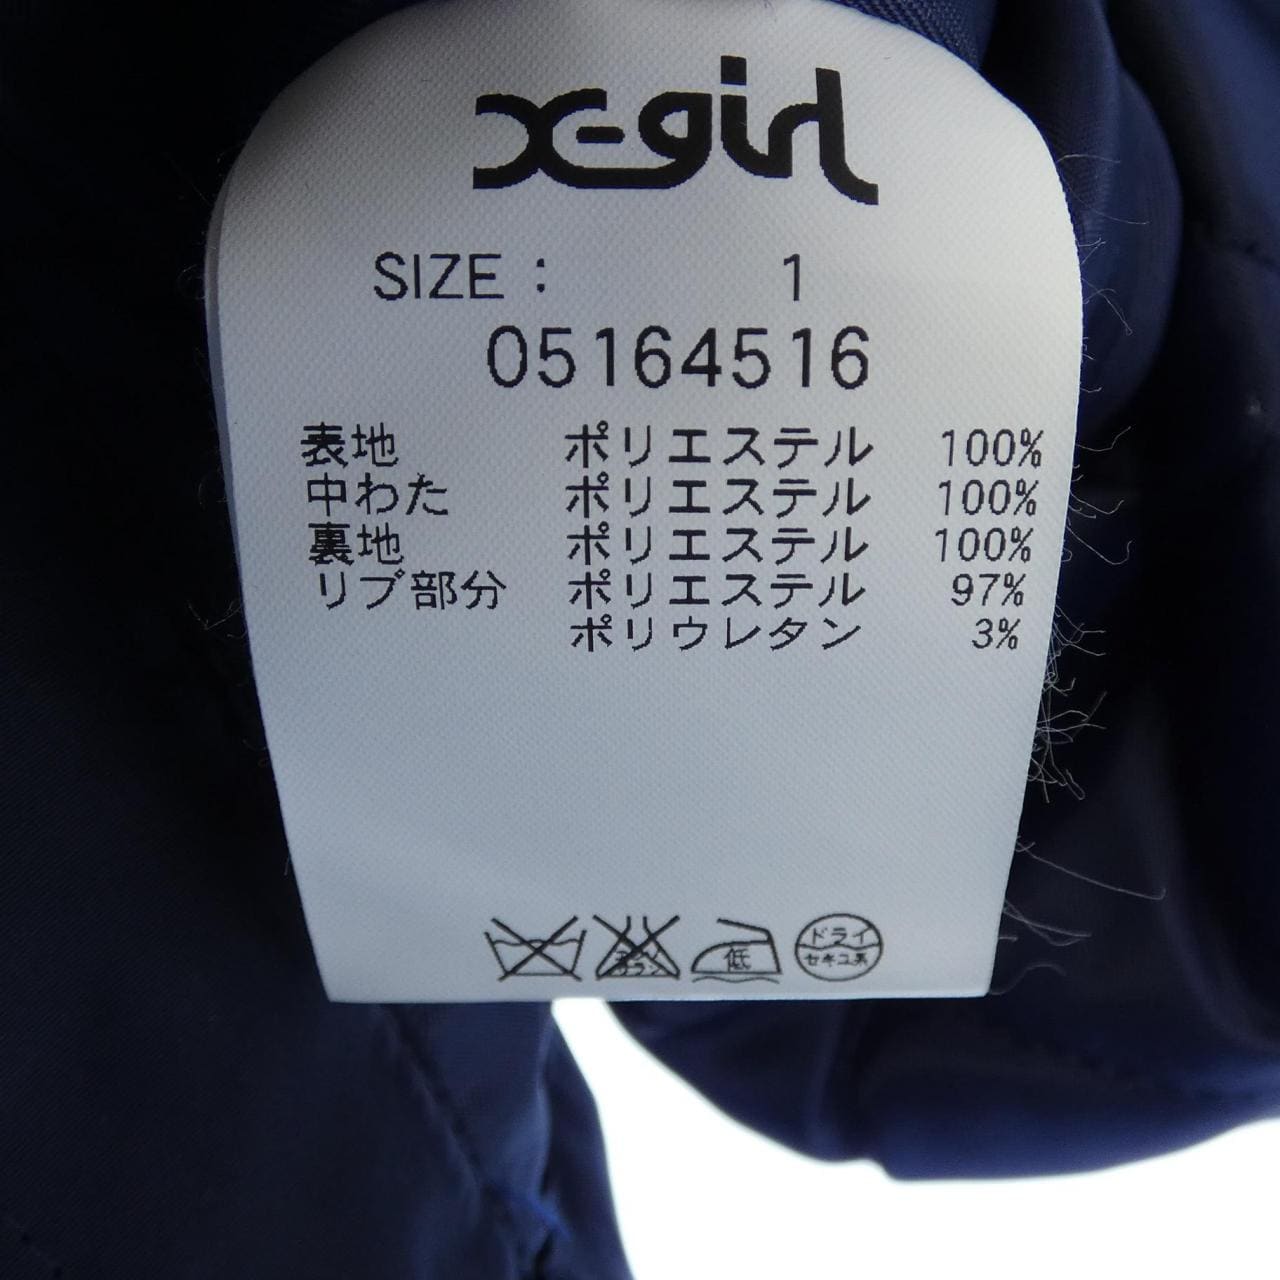 X-girl
SIZE : 1
05164516
表地 ポリエステル 100%
中わた ポリエステル 100%
裏地 ポリエステル 100%
リブ部分 ポリエステル 97%
ポリウレタン 3%
低 ドライ
セキユ系